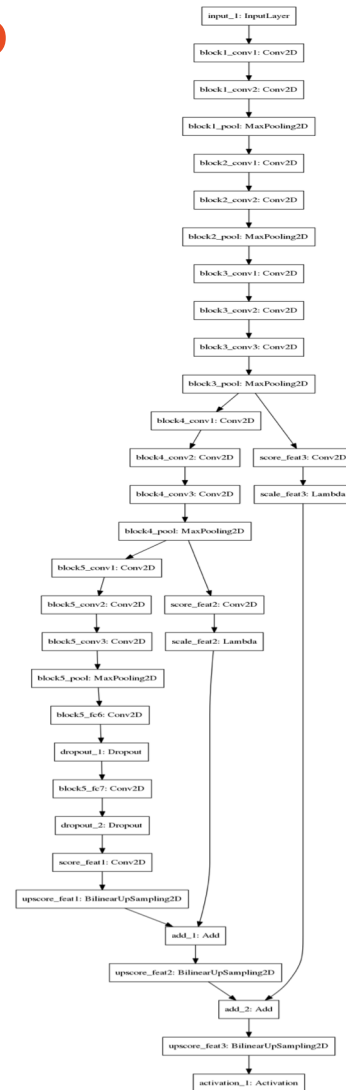 input_1: InputLayer
block1_conv1: Conv2D
block1_conv2: Conv2D
block1_pool: MaxPooling2D
block2_conv1: Conv2D
block2_conv2: Conv2D
block2_pool: MaxPooling2D
block3_conv1: Conv2D
block3_conv2: Conv2D
block3_conv3: Conv2D
block3_pool: MaxPooling2D
block4_conv1: Conv2D
block4_conv2: Conv2D
score_feat3: Conv2D
block4_conv3: Conv2D
scale_feat3: Lambda
block4_pool: MaxPooling2D
block5_conv1: Conv2D
block5_conv2: Conv2D
score_feat2: Conv2D
block5_conv3: Conv2D
scale_feat2: Lambda
block5_pool: MaxPooling2D
block5_fc6: Conv2D
dropout_1: Dropout
block5_fc7: Conv2D
dropout_2: Dropout
score_feat1: Conv2D
upscore_feat1: BilinearUpSampling2D
add_1: Add
upscore_feat2: BilinearUpSampling2D
add_2: Add
upscore_feat3: BilinearUpSampling2D
activation_1: Activation